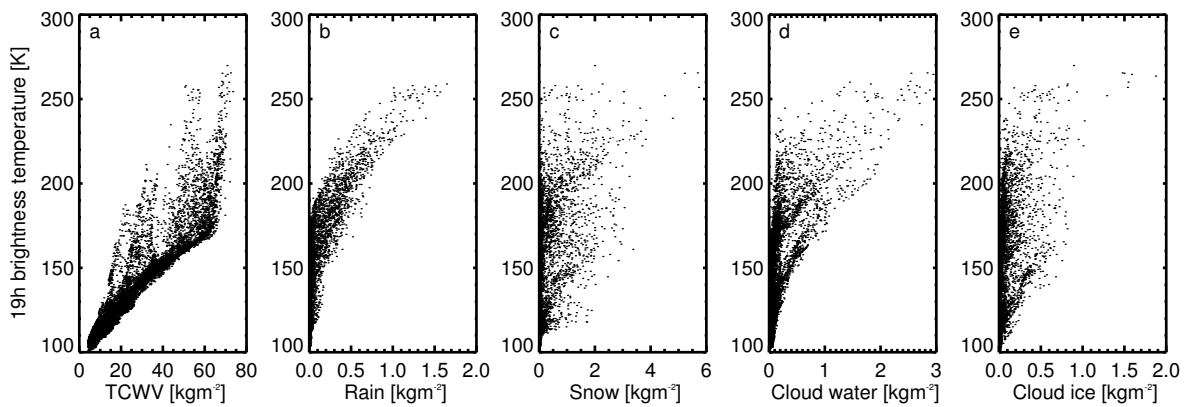 19h brightness temperature [K]
a
300
250
200
150
100
0 20 40 60 80
TCWV [kgm-2]
b
300
250
200
150
100
0.0 0.5 1.0 1.5 2.0
Rain [kgm-2]
c
300
250
200
150
100
0 2 4 6
Snow [kgm-2]
d
300
250
200
150
100
0 1 2 3
Cloud water [kgm-2]
e
300
250
200
150
100
0.0 0.5 1.0 1.5 2.0
Cloud ice [kgm-2]